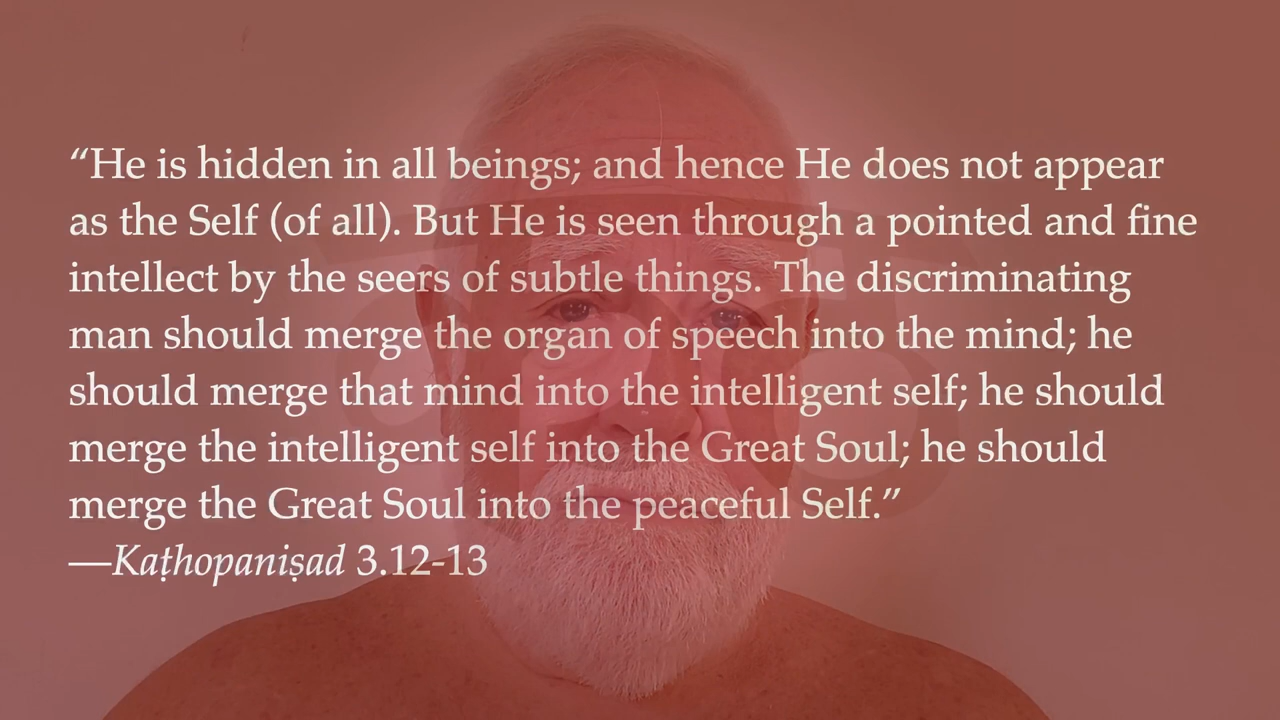 “He is hidden in all beings; and hence He does not appear
as the Self (of all). But He is seen through a pointed and fine
intellect by the seers of subtle things. The discriminating
man should merge the organ of speech into the mind; he
should merge that mind into the intelligent self; he should
merge the intelligent self into the Great Soul; he should
merge the Great Soul into the peaceful Self.”
—Kaṭhopaniṣad 3.12-13